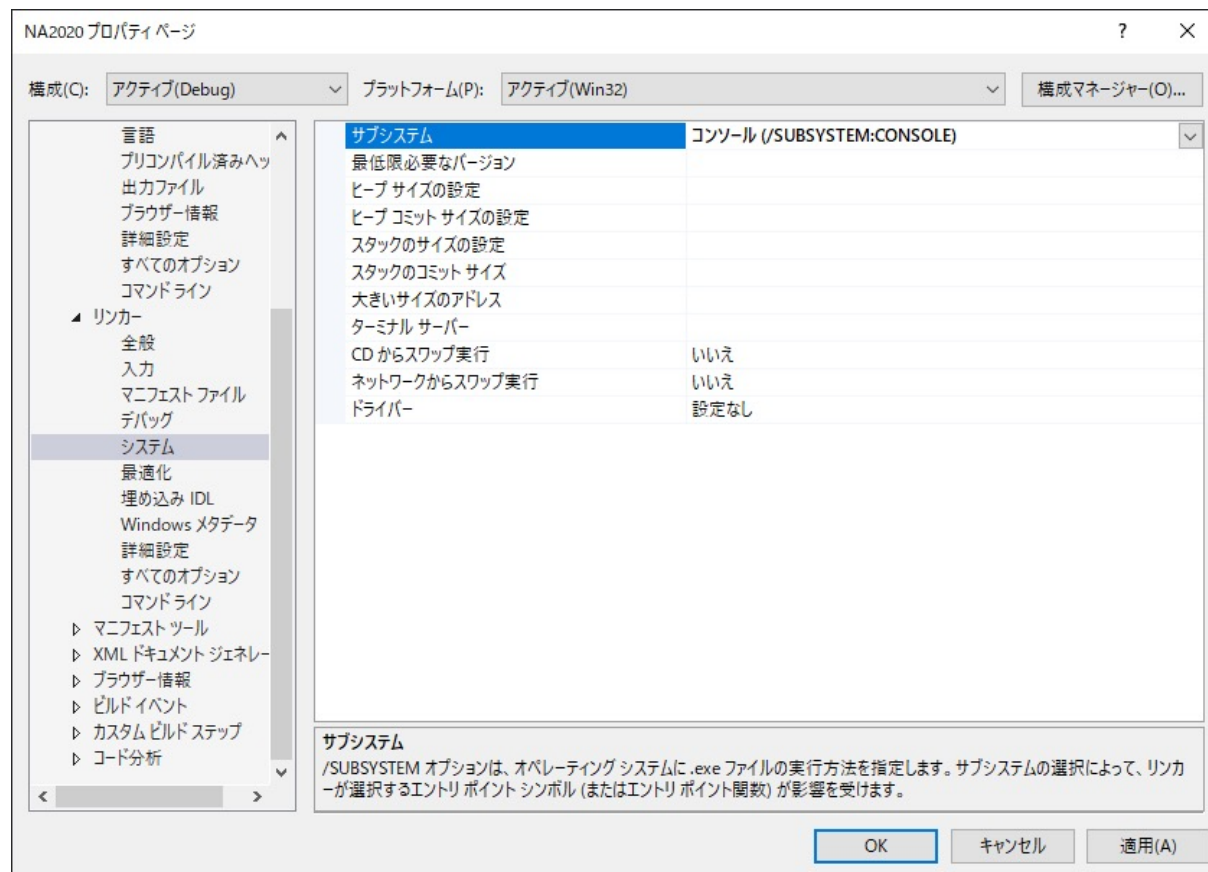 NA2020 プロパティ ページ
?
構成(C): アクティブ(Debug) プラットフォーム(P): アクティブ(Win32) 構成マネージャー(O)...
言語
プリコンパイル済みヘッ
出力ファイル
ブラウザー情報
詳細設定
すべてのオプション
コマンド ライン
リンカー
全般
入力
マニフェスト ファイル
デバッグ
システム
最適化
埋め込み IDL
Windows メタデータ
詳細設定
すべてのオプション
コマンド ライン
マニフェスト ツール
XML ドキュメント ジェネレー
ブラウザー情報
ビルド イベント
カスタム ビルド ステップ
コード分析
サブシステム コンソール (/SUBSYSTEM:CONSOLE)
最低限必要なバージョン
ヒープ サイズの設定
ヒープ コミット サイズの設定
スタックのサイズの設定
スタックのコミット サイズ
大きいサイズのアドレス
ターミナル サーバー
CD からスワップ実行 いいえ
ネットワークからスワップ実行 いいえ
ドライバー 設定なし
サブシステム
/SUBSYSTEM オプションは、オペレーティング システムに .exe ファイルの実行方法を指定します。サブシステムの選択によって、リンカ
ーが選択するエントリ ポイント シンボル (またはエントリ ポイント関数) が影響を受けます。
OK キャンセル 適用(A)